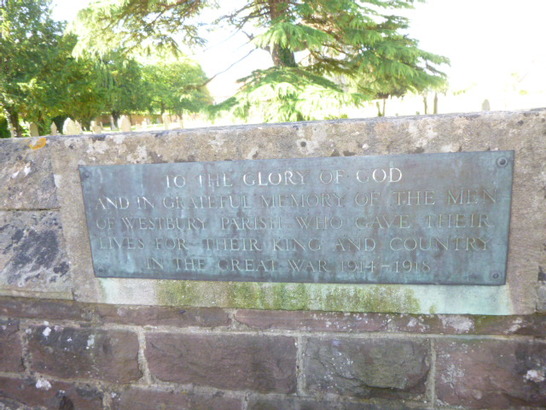 TO THE GLORY OF GOD
AND IN GRATEFUL MEMORY OF THE MEN
OF WESTBURY PARISH WHO GAVE THEIR
LIVES FOR THEIR KING AND COUNTRY
IN THE GREAT WAR 1914-1918